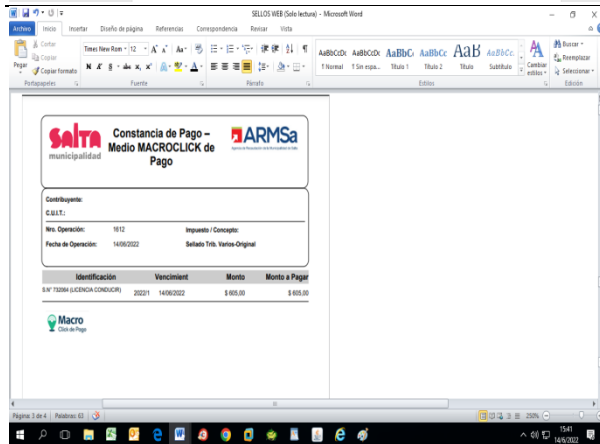 SELLOS WEB (Solo lectura) - Microsoft Word
Archivo Inicio Insertar Diseño de página Referencias Correspondencia Revisar Vista
Cortar
Copiar
Pegar
Copiar formato
Portapapeles
Times New Rom 12
Fuente
Párrafo
AaBbCcDc AaBbCcDc AaBbC AaBbCc AaB AaBbCc.
¶ Normal ¶ Sin espa... Título 1 Título 2 Título Subtítulo
Cambiar estilos
Estilos
Buscar
Reemplazar
Seleccionar
Edición
Salta
municipalidad
Constancia de Pago –
Medio MACROCLICK de
Pago
ARMSa
Contribuyente:
C.U.I.T.:
Nro. Operación: 1612 Impuesto / Concepto:
Fecha de Operación: 14/06/2022 Sellado Trib. Varios-Original
Identificación Vencimient Monto Monto a Pagar
S.N° 732064 (LICENCIA CONDUCIR) 2022/1 14/06/2022 $ 605,00 $ 605,00
Macro
Click de Pago
Página: 3 de 4 Palabras: 63 250%
15:41
14/6/2022